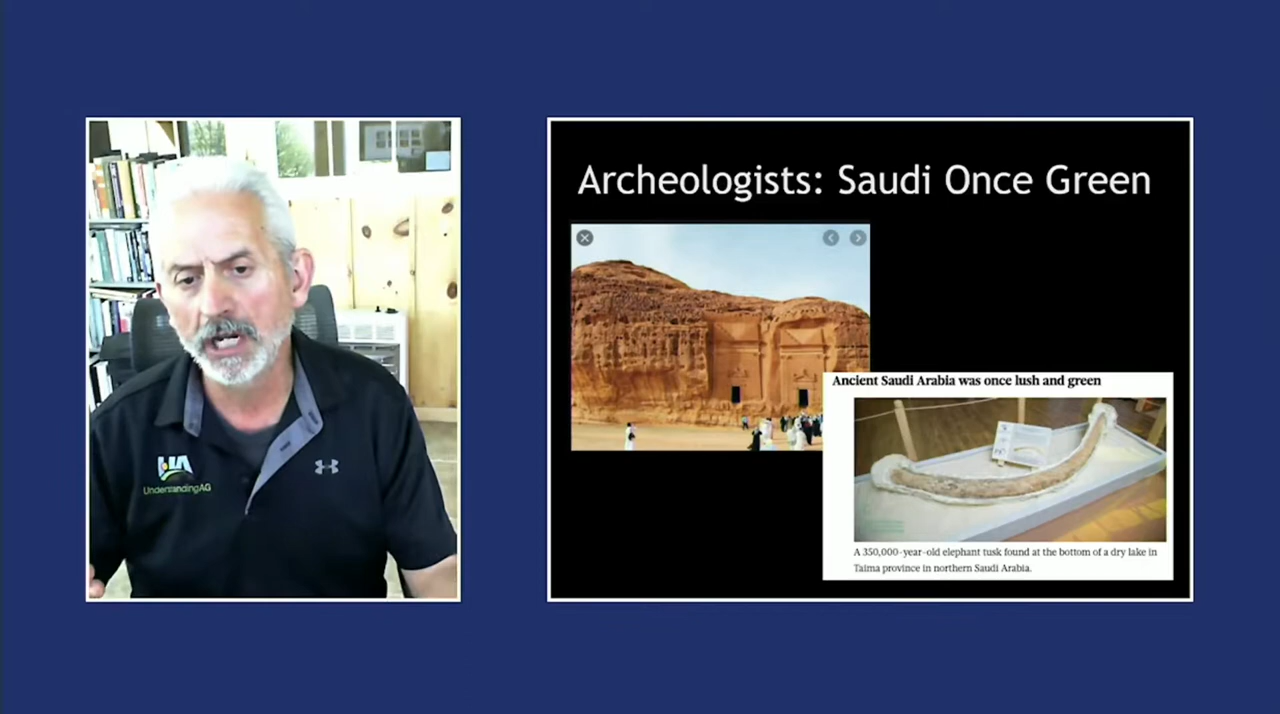 Archeologists: Saudi Once Green
Ancient Saudi Arabia was once lush and green
A 350,000-year-old elephant tusk found at the bottom of a dry lake in
Taima province in northern Saudi Arabia.
UnderstandingAG